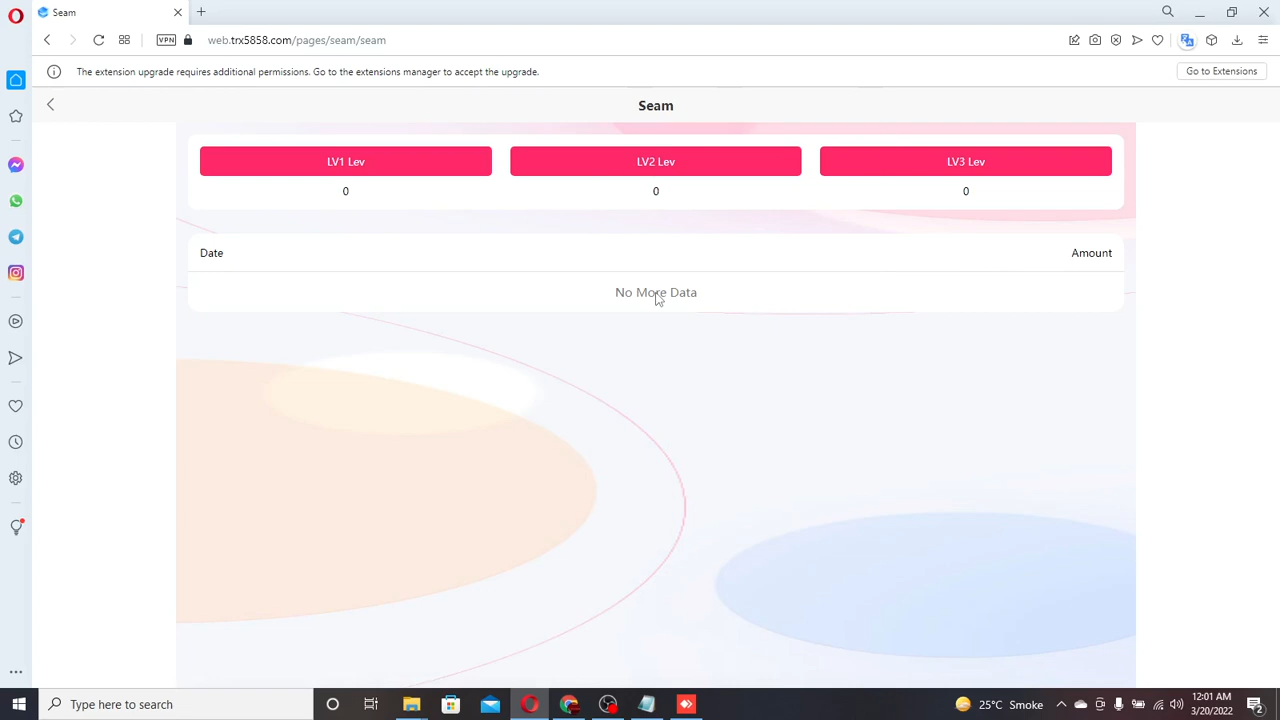 Seam
VPN
web.trx5858.com/pages/seam/seam
The extension upgrade requires additional permissions. Go to the extensions manager to accept the upgrade.
Go to Extensions
Seam
LV1 Lev
LV2 Lev
LV3 Lev
0
0
0
Date
Amount
No More Data
Type here to search
25°C Smoke
12:01 AM
3/20/2022
2